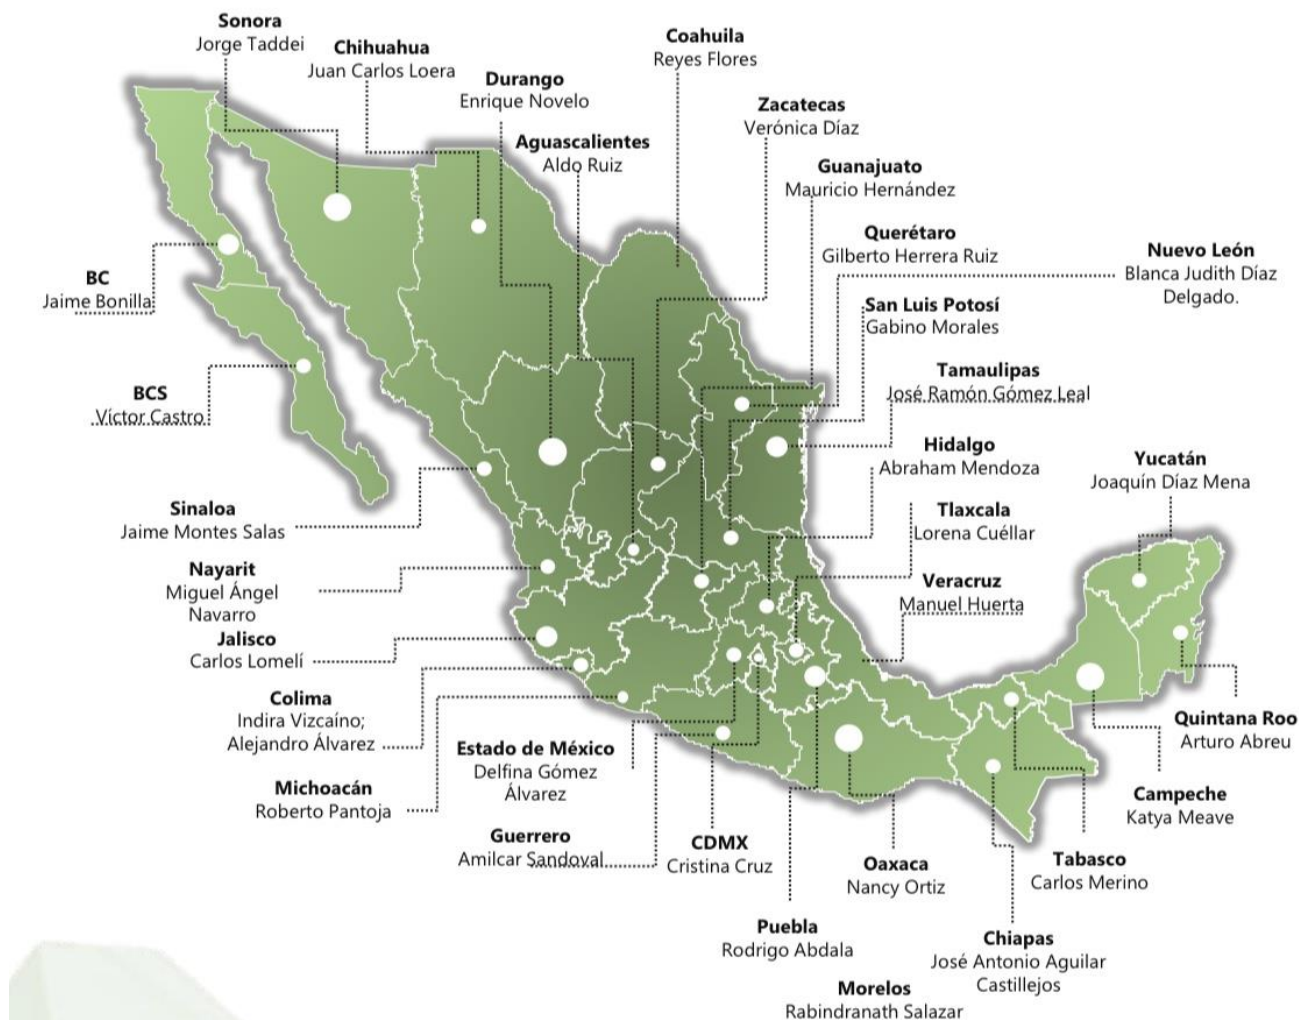 Sonora
Jorge Taddei
Chihuahua
Juan Carlos Loera
Durango
Enrique Novelo
Aguascalientes
Aldo Ruiz
Coahuila
Reyes Flores
Zacatecas
Verónica Díaz
Guanajuato
Mauricio Hernández
Querétaro
Gilberto Herrera Ruiz
Nuevo León
Blanca Judith Díaz
Delgado.
San Luis Potosí
Gabino Morales
Tamaulipas
José Ramón Gómez Leal
Hidalgo
Abraham Mendoza
Tlaxcala
Lorena Cuéllar
Veracruz
Manuel Huerta
Yucatán
Joaquín Díaz Mena
BC
Jaime Bonilla
BCS
Víctor Castro
Sinaloa
Jaime Montes Salas
Nayarit
Miguel Ángel
Navarro
Jalisco
Carlos Lomelí
Colima
Indira Vizcaíno;
Alejandro Álvarez
Michoacán
Roberto Pantoja
Estado de México
Delfina Gómez
Álvarez
Guerrero
Amilcar Sandoval
CDMX
Cristina Cruz
Puebla
Rodrigo Abdala
Morelos
Rabindranath Salazar
Oaxaca
Nancy Ortiz
Chiapas
José Antonio Aguilar
Castillejos
Tabasco
Carlos Merino
Campeche
Katya Meave
Quintana Roo
Arturo Abreu